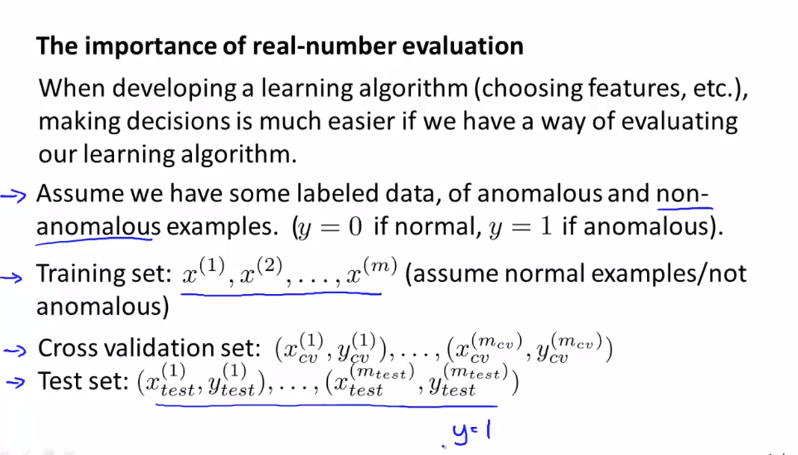 The importance of real-number evaluation
When developing a learning algorithm (choosing features, etc.),
making decisions is much easier if we have a way of evaluating
our learning algorithm.
→ Assume we have some labeled data, of anomalous and non-
anomalous examples. (y = 0 if normal, y = 1 if anomalous).
→ Training set: x^{(1)}, x^{(2)}, . . . , x^{(m)} (assume normal examples/not
anomalous)
→ Cross validation set: (x_{cv}^{(1)}, y_{cv}^{(1)}), . . . , (x_{cv}^{(m_{cv})}, y_{cv}^{(m_{cv})})
→ Test set: (x_{test}^{(1)}, y_{test}^{(1)}), . . . , (x_{test}^{(m_{test})}, y_{test}^{(m_{test})})
y=1